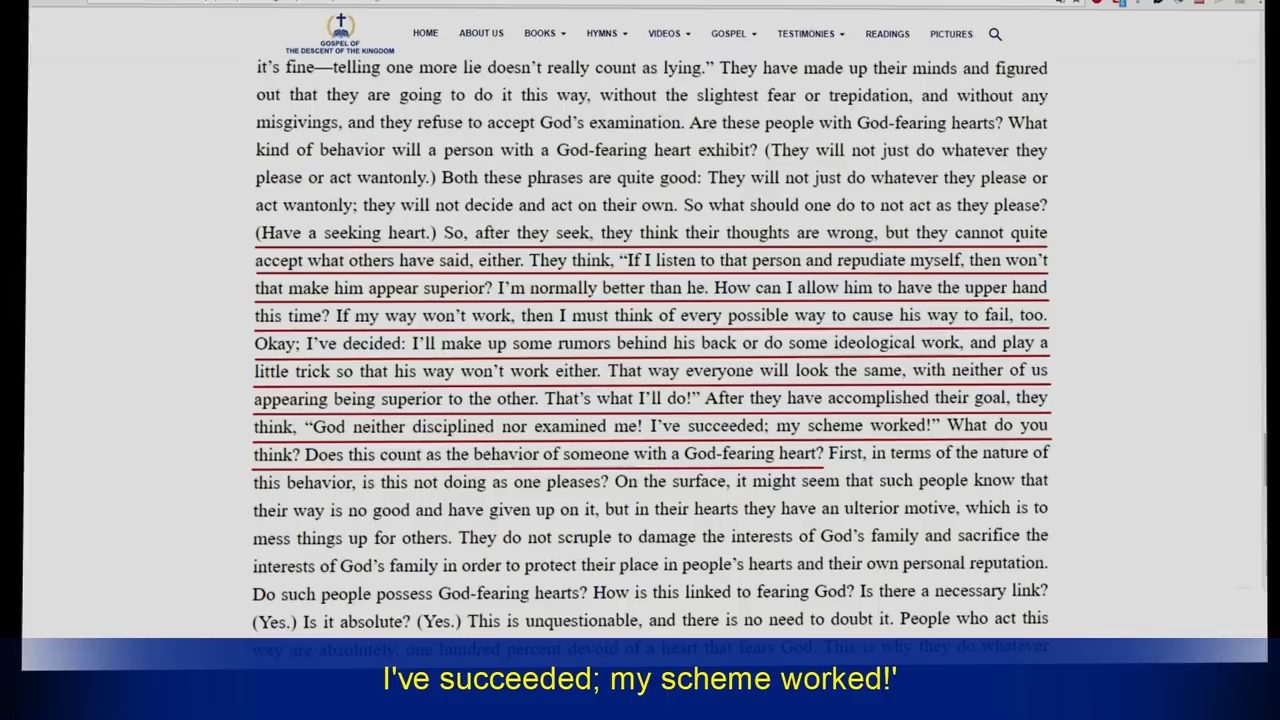 GOSPEL OF
THE DESCENT OF THE KINGDOM
HOME ABOUT US BOOKS HYMNS VIDEOS GOSPEL TESTIMONIES READINGS PICTURES
it's fine—telling one more lie doesn't really count as lying.” They have made up their minds and figured
out that they are going to do it this way, without the slightest fear or trepidation, and without any
misgivings, and they refuse to accept God's examination. Are these people with God-fearing hearts? What
kind of behavior will a person with a God-fearing heart exhibit? (They will not just do whatever they
please or act wantonly.) Both these phrases are quite good: They will not just do whatever they please or
act wantonly; they will not decide and act on their own. So what should one do to not act as they please?
(Have a seeking heart.) So, after they seek, they think their thoughts are wrong, but they cannot quite
accept what others have said, either. They think, “If I listen to that person and repudiate myself, then won't
that make him appear superior? I'm normally better than he. How can I allow him to have the upper hand
this time? If my way won't work, then I must think of every possible way to cause his way to fail, too.
Okay; I've decided: I'll make up some rumors behind his back or do some ideological work, and play a
little trick so that his way won't work either. That way everyone will look the same, with neither of us
appearing being superior to the other. That's what I'll do!” After they have accomplished their goal, they
think, “God neither disciplined nor examined me! I've succeeded; my scheme worked!” What do you
think? Does this count as the behavior of someone with a God-fearing heart? First, in terms of the nature of
this behavior, is this not doing as one pleases? On the surface, it might seem that such people know that
their way is no good and have given up on it, but in their hearts they have an ulterior motive, which is to
mess things up for others. They do not scruple to damage the interests of God's family and sacrifice the
interests of God's family in order to protect their place in people's hearts and their own personal reputation.
Do such people possess God-fearing hearts? How is this linked to fearing God? Is there a necessary link?
(Yes.) Is it absolute? (Yes.) This is unquestionable, and there is no need to doubt it. People who act this
way are absolutely, one hundred percent devoid of a heart that fears God. This is why they do whatever
I've succeeded; my scheme worked!'